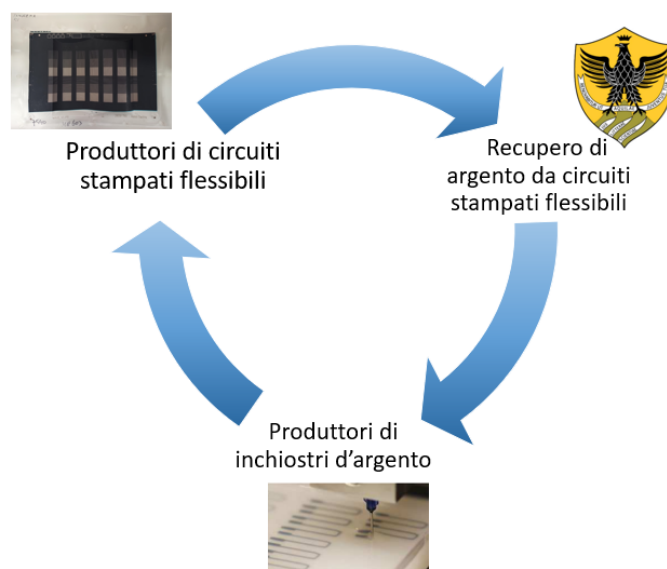 Produttori di circuiti
stampati flessibili
Recupero di
argento da circuiti
stampati flessibili
Produttori di
inchiostri d'argento